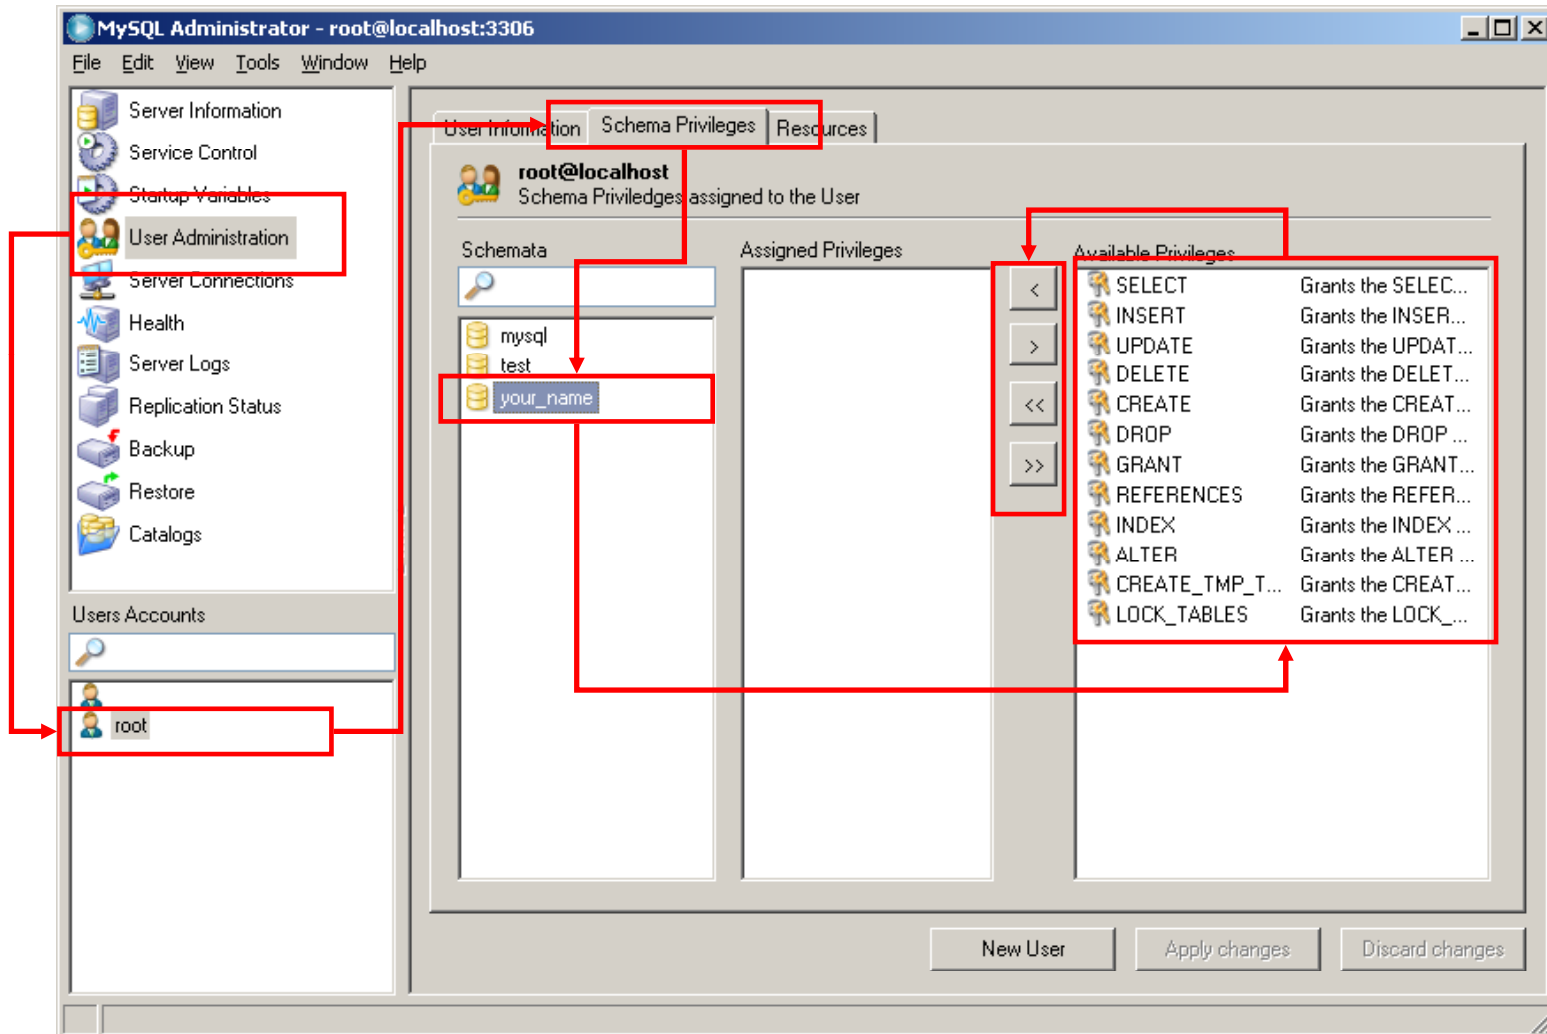 MySQL Administrator - root@localhost:3306
File Edit View Tools Window Help
Server Information
Service Control
Startup Variables
User Administration
Server Connections
Health
Server Logs
Replication Status
Backup
Restore
Catalogs
Users Accounts
root
User Information Schema Privileges Resources
root@localhost
Schema Priviledges assigned to the User
Schemata
mysql
test
your_name
Assigned Privileges
<
>
<<
>>
Available Privileges
SELECT Grants the SELEC...
INSERT Grants the INSER...
UPDATE Grants the UPDAT...
DELETE Grants the DELET...
CREATE Grants the CREAT...
DROP Grants the DROP ...
GRANT Grants the GRANT...
REFERENCES Grants the REFER...
INDEX Grants the INDEX ...
ALTER Grants the ALTER ...
CREATE_TMP_T... Grants the CREAT...
LOCK_TABLES Grants the LOCK_...
New User Apply changes Discard changes